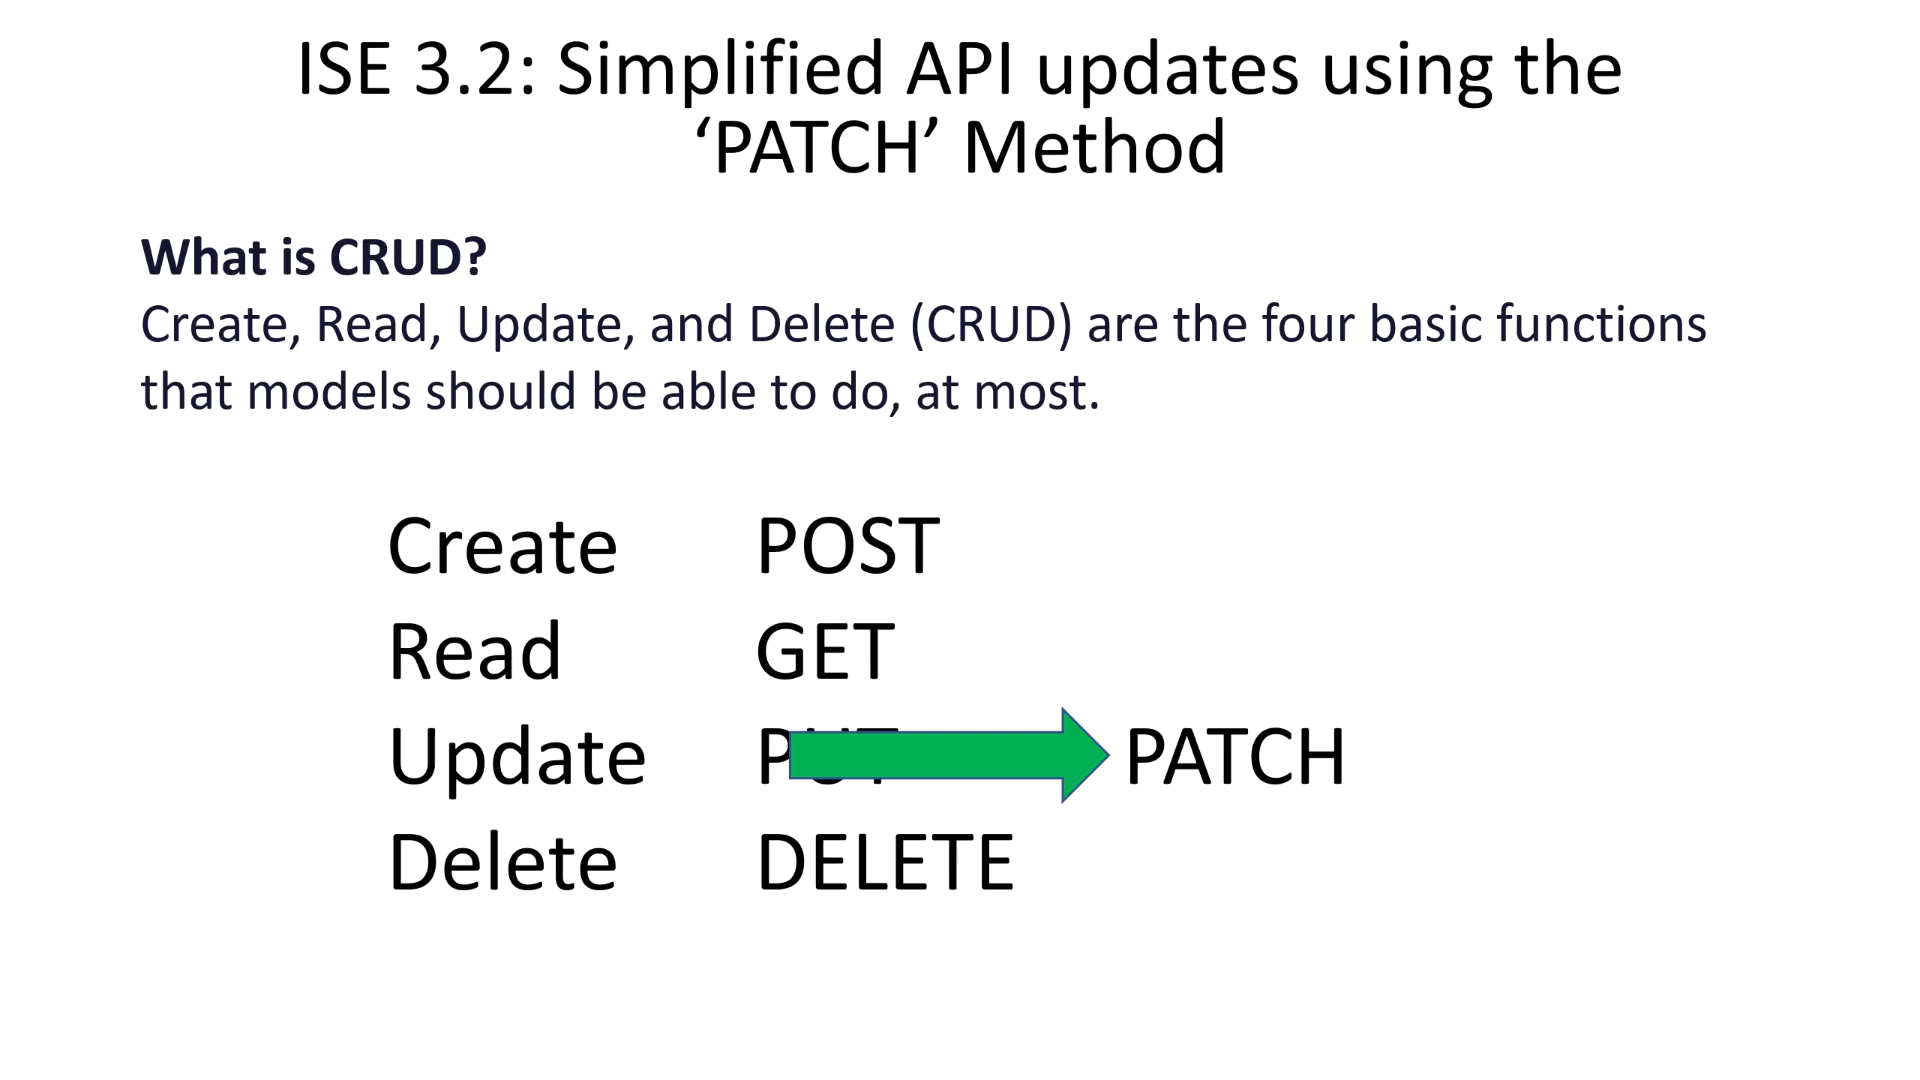 ISE 3.2: Simplified API updates using the
‘PATCH’ Method
What is CRUD?
Create, Read, Update, and Delete (CRUD) are the four basic functions
that models should be able to do, at most.
Create POST
Read GET
Update PUT PATCH
Delete DELETE